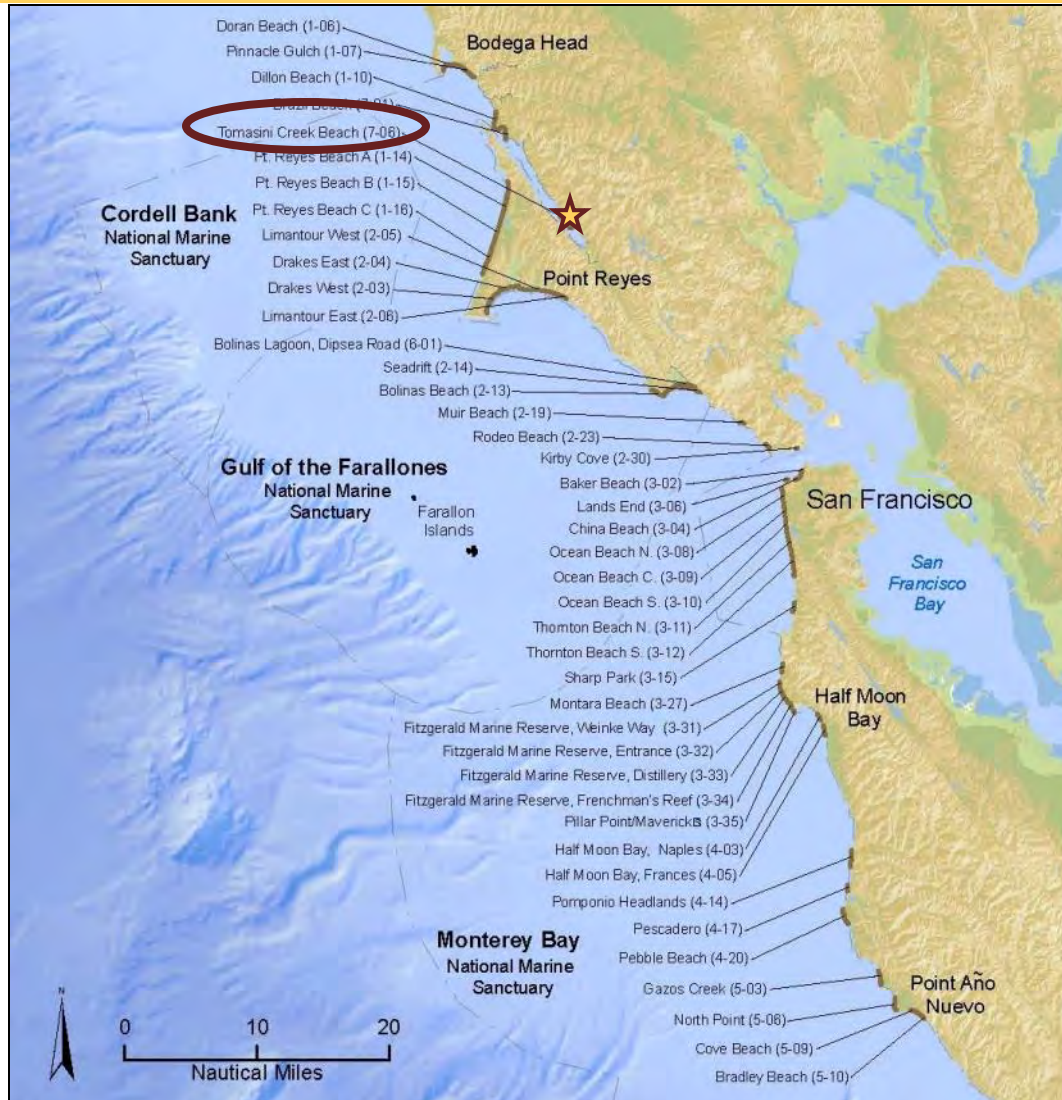 Doran Beach (1-06)
Bodega Head
Pinnacle Gulch (1-07)
Dillon Beach (1-10)
Brazil Beach (7-01)
Tomasini Creek Beach (7-06)
Pt. Reyes Beach A (1-14)
Pt. Reyes Beach B (1-15)
Pt. Reyes Beach C (1-16)
Cordell Bank
National Marine
Sanctuary
Limantour West (2-05)
Drakes East (2-04)
Point Reyes
Drakes West (2-03)
Limantour East (2-06)
Bolinas Lagoon, Dipsea Road (6-01)
Seadrift (2-14)
Bolinas Beach (2-13)
Muir Beach (2-19)
Rodeo Beach (2-23)
Kirby Cove (2-30)
Gulf of the Farallones
National Marine
Sanctuary
Farallon
Islands
Baker Beach (3-02)
San Francisco
Lands End (3-06)
China Beach (3-04)
Ocean Beach N. (3-08)
Ocean Beach C. (3-09)
Ocean Beach S. (3-10)
San
Francisco
Bay
Thornton Beach N. (3-11)
Thornton Beach S. (3-12)
Sharp Park (3-15)
Montara Beach (3-27)
Half Moon
Bay
Fitzgerald Marine Reserve, Weinke Way (3-31)
Fitzgerald Marine Reserve, Entrance (3-32)
Fitzgerald Marine Reserve, Distillery (3-33)
Fitzgerald Marine Reserve, Frenchman's Reef (3-34)
Pillar Point/Mavericks (3-35)
Half Moon Bay, Naples (4-03)
Half Moon Bay, Frances (4-05)
Pomponio Headlands (4-14)
Pescadero (4-17)
Pebble Beach (4-20)
Monterey Bay
National Marine
Sanctuary
Gazos Creek (5-03)
Point Año
Nuevo
North Point (5-06)
Cove Beach (5-09)
Bradley Beach (5-10)
N
0 10 20
Nautical Miles